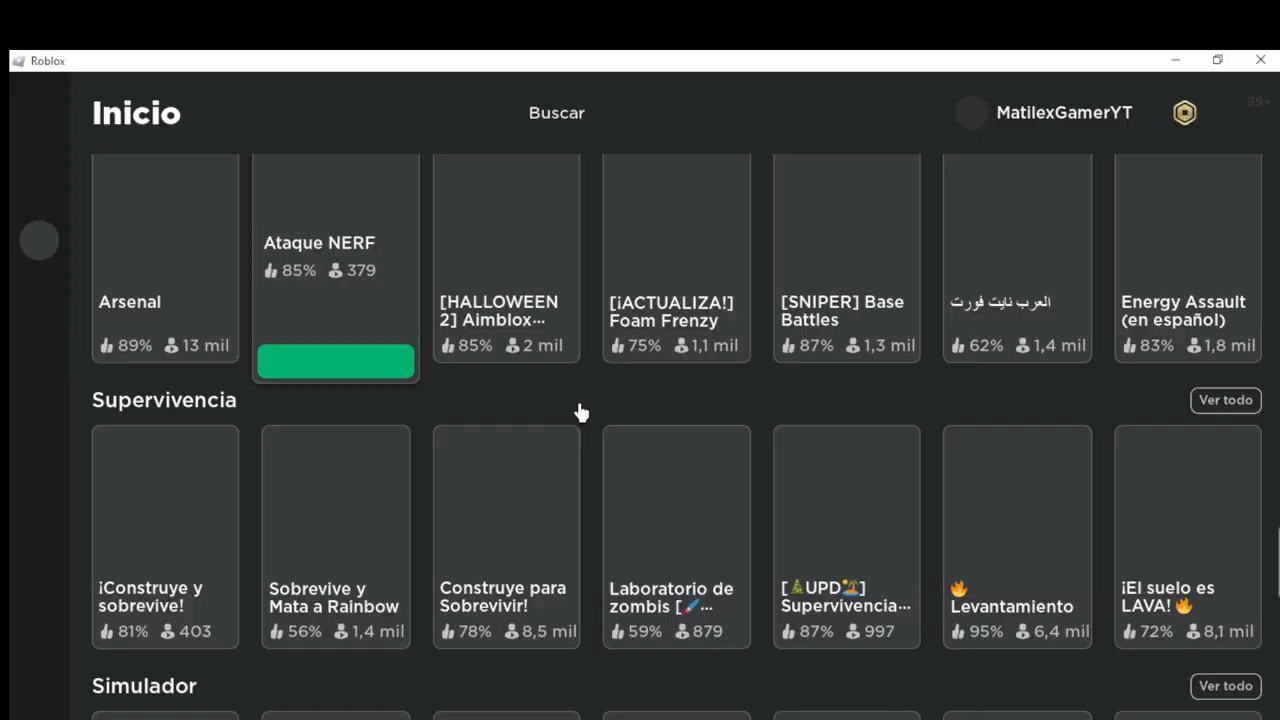 Roblox
Inicio
Buscar
MatilexGamerYT
99+
Arsenal
89% 13 mil
Ataque NERF
85% 379
[HALLOWEEN
2] Aimblox...
85% 2 mil
[¡ACTUALIZA!]
Foam Frenzy
75% 1,1 mil
[SNIPER] Base
Battles
87% 1,3 mil
العرب نايت فورت
62% 1,4 mil
Energy Assault
(en español)
83% 1,8 mil
Supervivencia
Ver todo
¡Construye y
sobrevive!
81% 403
Sobrevive y
Mata a Rainbow
56% 1,4 mil
Construye para
Sobrevivir!
78% 8,5 mil
Laboratorio de
zombis [🖌️...
59% 879
[🎄UPD🏝️]
Supervivencia...
87% 997
🔥
Levantamiento
95% 6,4 mil
¡El suelo es
LAVA! 🔥
72% 8,1 mil
Simulador
Ver todo